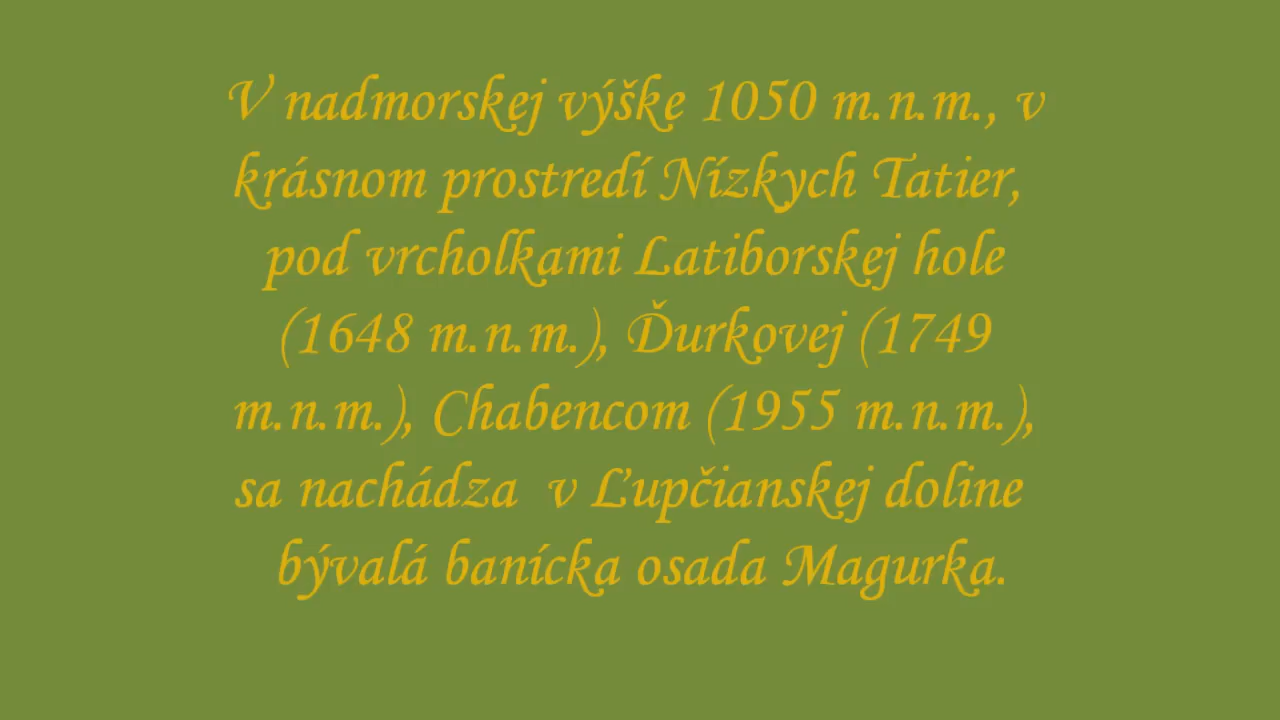 V nadmorskej výške 1050 m.n.m., v
krásnom prostredí Nízkych Tatier,
pod vrcholkami Latiborskej hole
(1648 m.n.m.), Ďurkovej (1749
m.n.m.), Chabencom (1955 m.n.m.),
sa nachádza v Ľupčianskej doline
bývalá banícka osada Magurka.